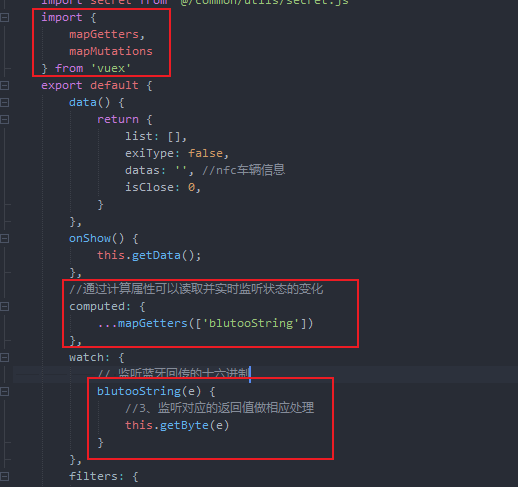 import secret from '@/common/utils/secret.js
import {
mapGetters,
mapMutations
} from 'vuex'
export default {
data() {
return {
list: [],
exiType: false,
datas: '', //nfc车辆信息
isClose: 0,
}
},
onShow() {
this.getData();
},
//通过计算属性可以读取并实时监听状态的变化
computed: {
...mapGetters(['blutooString'])
},
watch: {
// 监听蓝牙回传的十六进制
blutooString(e) {
//3、监听对应的返回值做相应处理
this.getByte(e)
}
},
filters: {